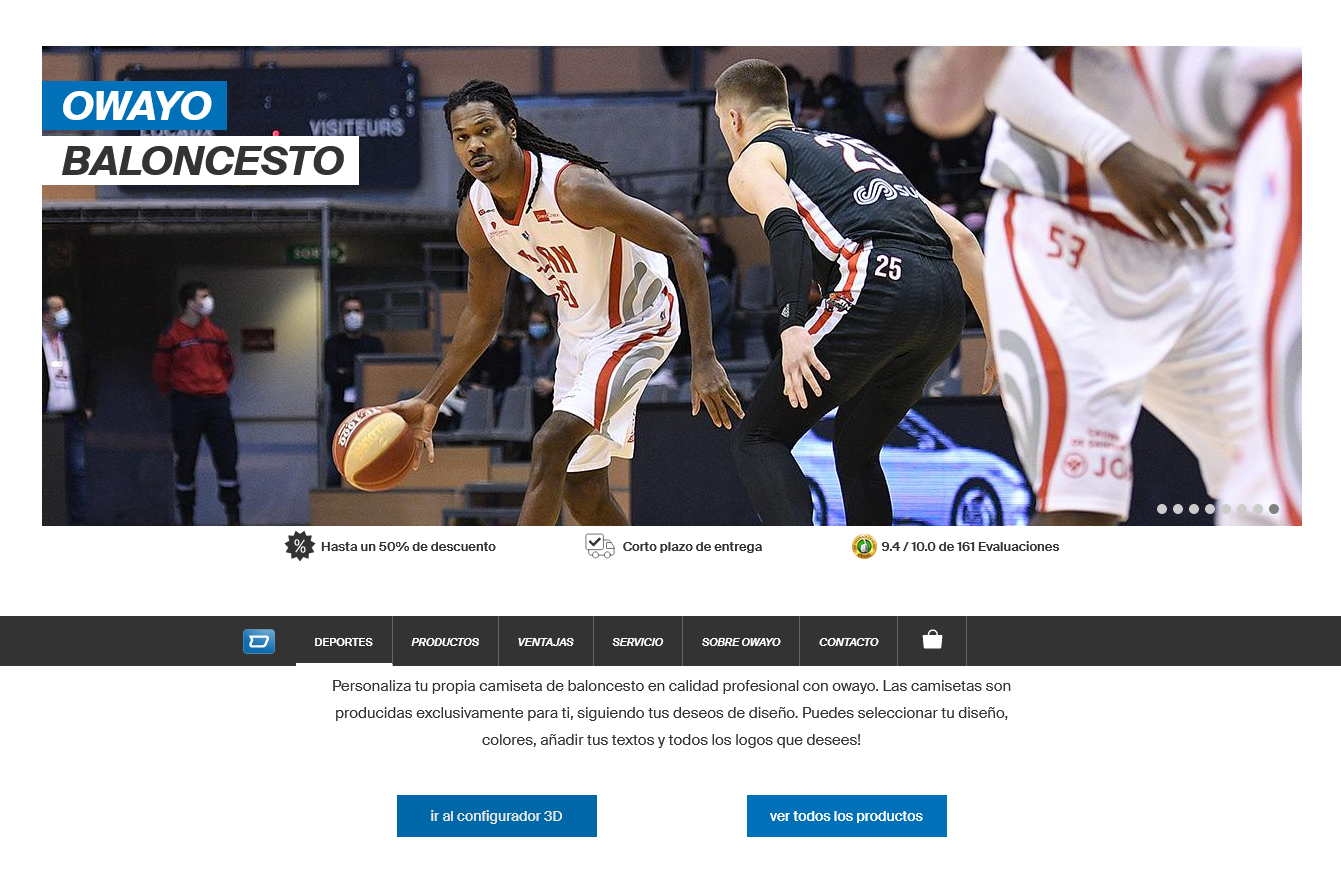 OWAYO
BALONCESTO
VISITEURS
25
25
53
Hasta un 50% de descuento
Corto plazo de entrega
9.4 / 10.0 de 161 Evaluaciones
DEPORTES
PRODUCTOS
VENTAJAS
SERVICIO
SOBRE OWAYO
CONTACTO
Personaliza tu propia camiseta de baloncesto en calidad profesional con owayo. Las camisetas son
producidas exclusivamente para ti, siguiendo tus deseos de diseño. Puedes seleccionar tu diseño,
colores, añadir tus textos y todos los logos que desees!
ir al configurador 3D
ver todos los productos